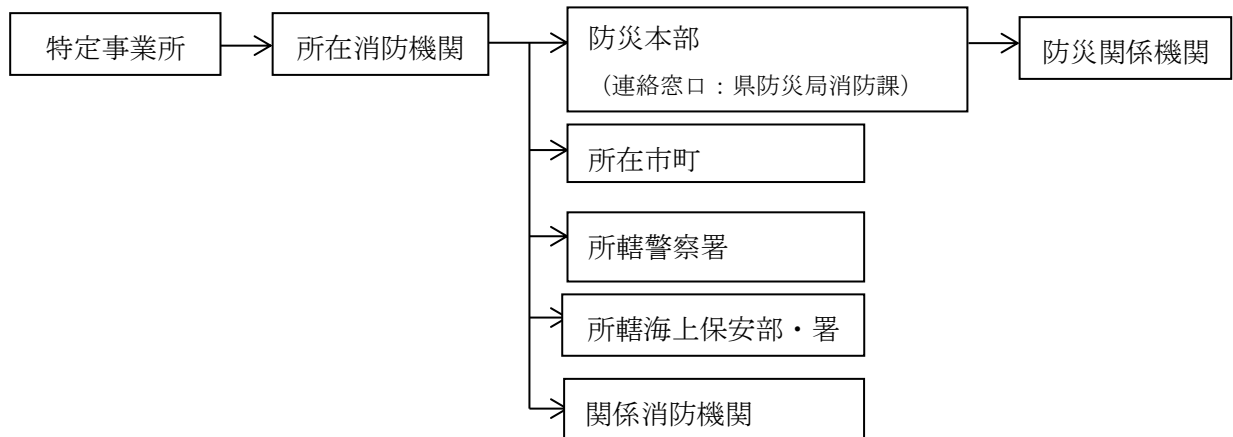 特定事業所
所在消防機関
防災本部
（連絡窓口：県防災局消防課）
防災関係機関
所在市町
所轄警察署
所轄海上保安部・署
関係消防機関